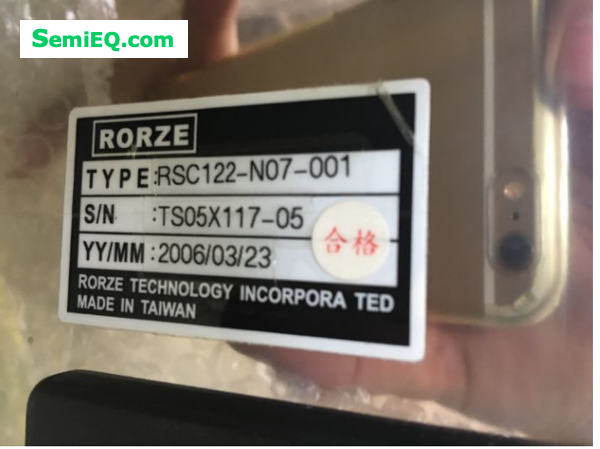 SemiEQ.com
RORZE
TYPE:RSC122-N07-001
S/N :TS05X117-05
合格
YY/MM :2006/03/23
RORZE TECHNOLOGY INCORPORA TED
MADE IN TAIWAN